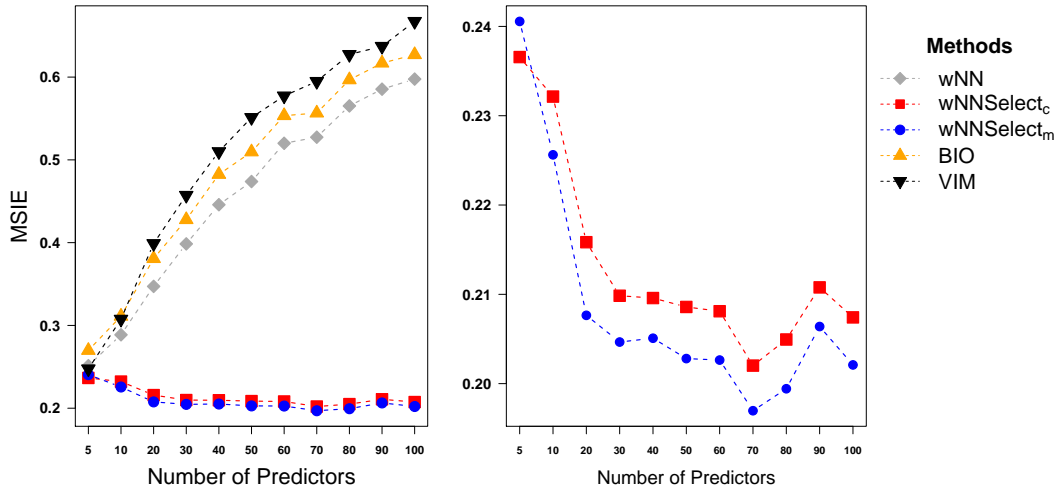 MSIE
0.6
0.5
0.4
0.3
0.2
5 10 20 30 40 50 60 70 80 90 100
Number of Predictors
0.24
0.23
0.22
0.21
0.20
5 10 20 30 40 50 60 70 80 90 100
Number of Predictors
Methods
wNN
wNNSelect_c
wNNSelect_m
BIO
VIM